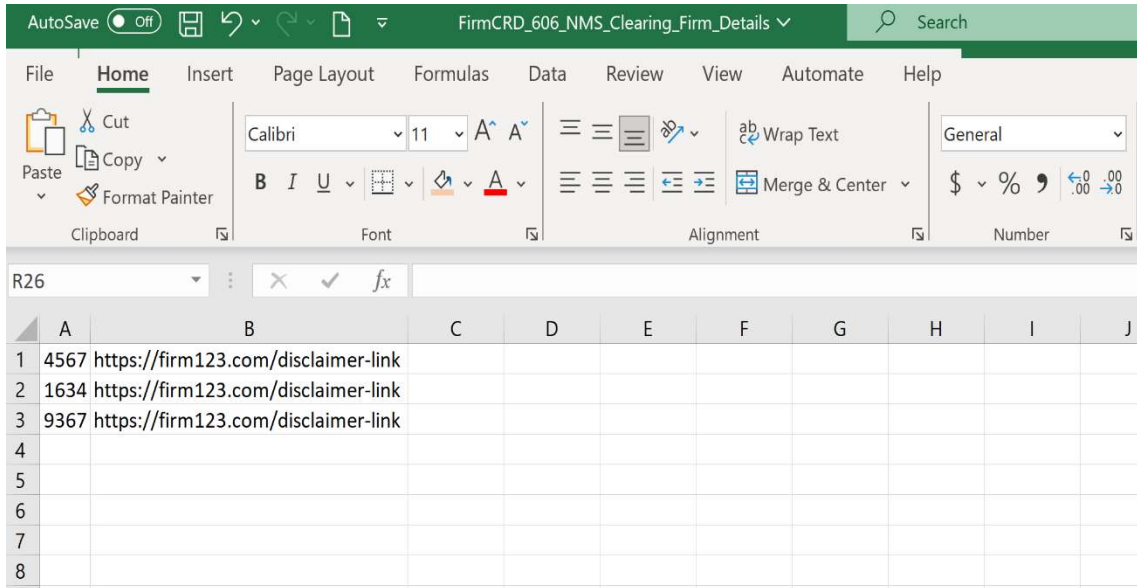 AutoSave Off FirmCRD_606_NMS_Clearing_Firm_Details Search
File Home Insert Page Layout Formulas Data Review View Automate Help
Cut
Copy
Paste
Format Painter
Clipboard
Calibri 11 A^ A˅
B I U A
Font
ab Wrap Text
Merge & Center
Alignment
General
$ % , .00 .0
Number
R26 fx
A B C D E F G H I J
1 4567 https://firm123.com/disclaimer-link
2 1634 https://firm123.com/disclaimer-link
3 9367 https://firm123.com/disclaimer-link
4
5
6
7
8